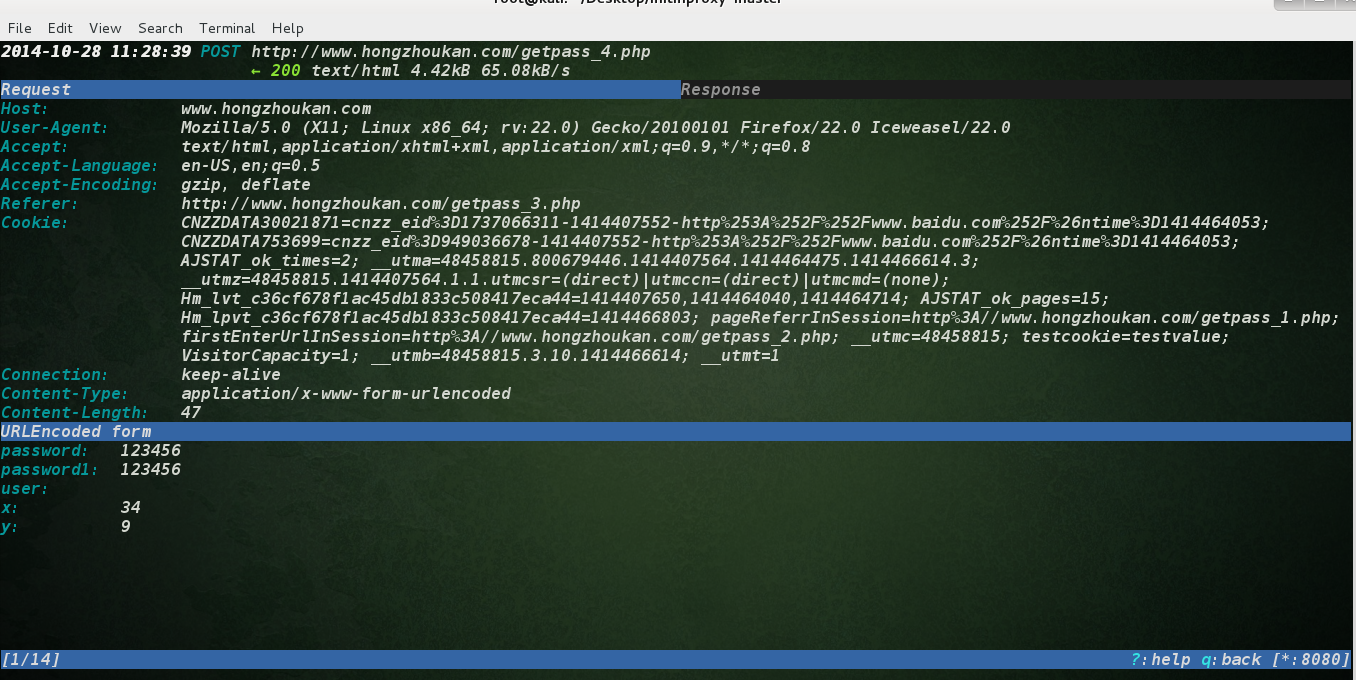 root@kali: ~/Desktop/mitmproxy-master
File Edit View Search Terminal Help
2014-10-28 11:28:39 POST http://www.hongzhoukan.com/getpass_4.php
← 200 text/html 4.42kB 65.08kB/s
Request Response
Host: www.hongzhoukan.com
User-Agent: Mozilla/5.0 (X11; Linux x86_64; rv:22.0) Gecko/20100101 Firefox/22.0 Iceweasel/22.0
Accept: text/html,application/xhtml+xml,application/xml;q=0.9,*/*;q=0.8
Accept-Language: en-US,en;q=0.5
Accept-Encoding: gzip, deflate
Referer: http://www.hongzhoukan.com/getpass_3.php
Cookie: CNZZDATA30021871=cnzz_eid%3D1737066311-1414407552-http%253A%252F%252Fwww.baidu.com%252F%26ntime%3D1414464053;
CNZZDATA753699=cnzz_eid%3D949036678-1414407552-http%253A%252F%252Fwww.baidu.com%252F%26ntime%3D1414464053;
AJSTAT_ok_times=2; __utma=48458815.800679446.1414407564.1414464475.1414466614.3;
__utmz=48458815.1414407564.1.1.utmcsr=(direct)|utmccn=(direct)|utmcmd=(none);
Hm_lvt_c36cf678f1ac45db1833c508417eca44=1414407650,1414464040,1414464714; AJSTAT_ok_pages=15;
Hm_lpvt_c36cf678f1ac45db1833c508417eca44=1414466803; pageReferrInSession=http%3A//www.hongzhoukan.com/getpass_1.php;
firstEnterUrlInSession=http%3A//www.hongzhoukan.com/getpass_2.php; __utmc=48458815; testcookie=testvalue;
VisitorCapacity=1; __utmb=48458815.3.10.1414466614; __utmt=1
Connection: keep-alive
Content-Type: application/x-www-form-urlencoded
Content-Length: 47
URLEncoded form
password: 123456
password1: 123456
user:
x: 34
y: 9
[1/14] ?:help q:back [*:8080]